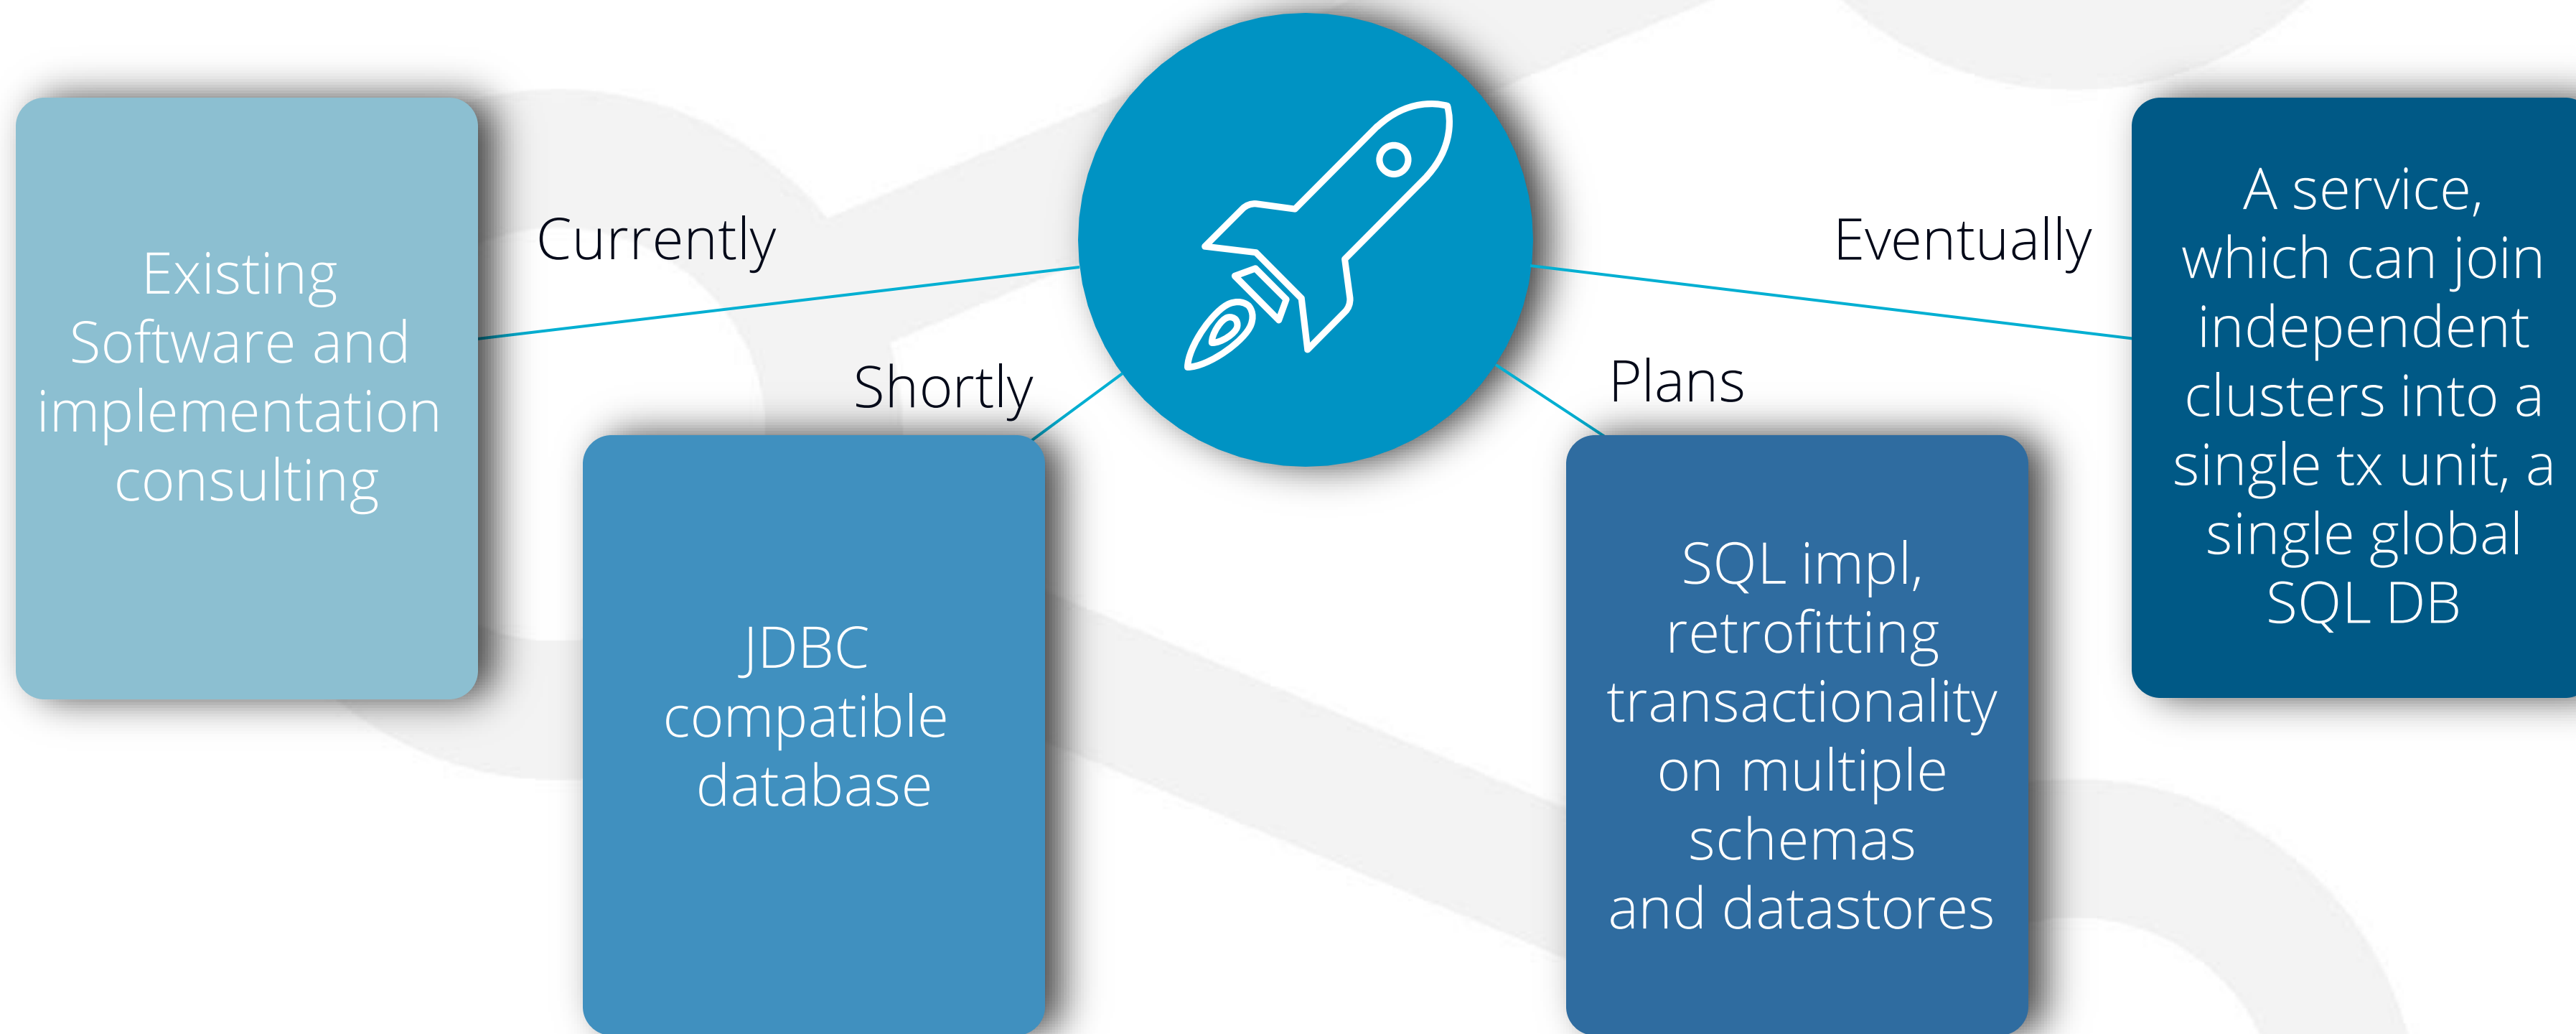 Currently
Existing
Software and
implementation
consulting
Shortly
JDBC
compatible
database
Plans
SQL impl,
retrofitting
transactionality
on multiple
schemas
and datastores
Eventually
A service,
which can join
independent
clusters into a
single tx unit, a
single global
SQL DB